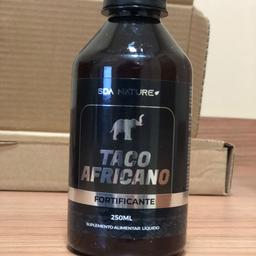 SDA NATURE
TACO
AFRICANO
FORTIFICANTE
250ML
SUPLEMENTO ALIMENTAR LÍQUIDO